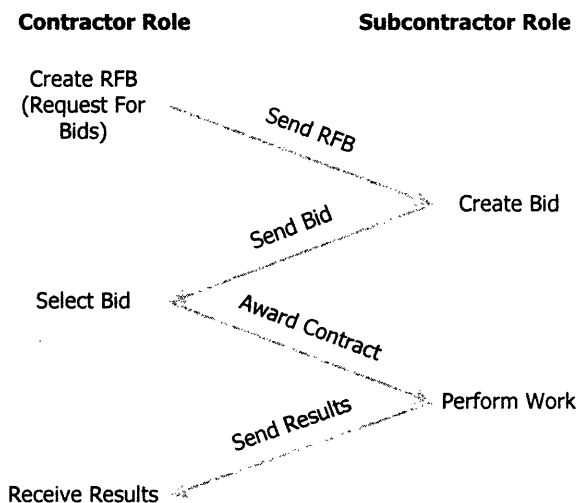 Contractor Role
Subcontractor Role
Create RFB
(Request For
Bids)
Send RFB
Create Bid
Send Bid
Select Bid
Award Contract
Perform Work
Send Results
Receive Results